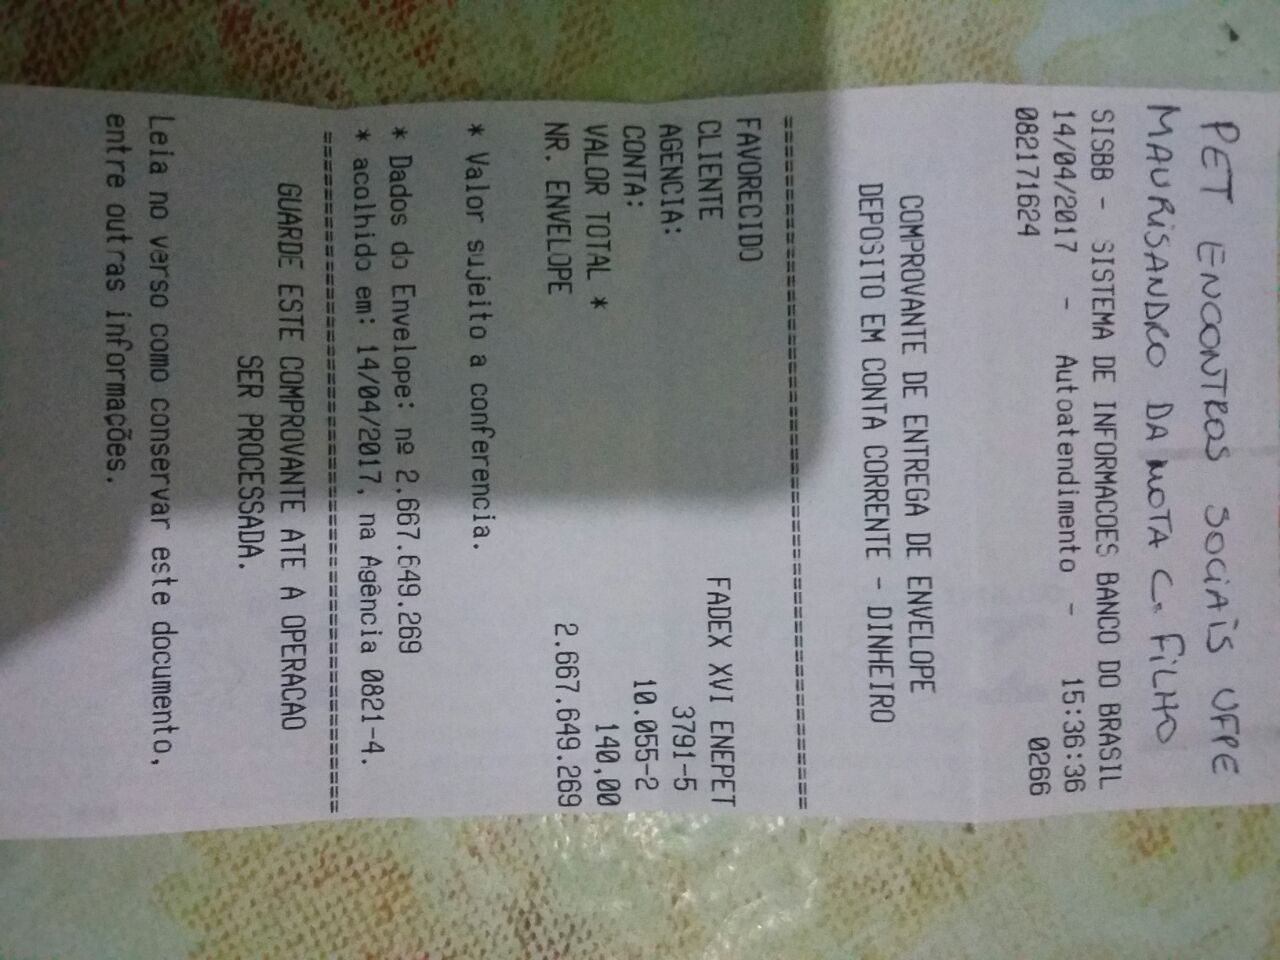 PET ENCONTROS SOCIAIS UFPE
MAURISANDRO DA MOTA C. FILHO
SISBB - SISTEMA DE INFORMACOES BANCO DO BRASIL
14/04/2017 - Autoatendimento - 15:36:36
082171624 0266
COMPROVANTE DE ENTREGA DE ENVELOPE
DEPOSITO EM CONTA CORRENTE - DINHEIRO
FAVORECIDO
CLIENTE FADEX XVI ENEPET
AGENCIA: 3791-5
CONTA: 10.055-2
VALOR TOTAL * 140,00
NR. ENVELOPE 2.667.649.269
* Valor sujeito a conferencia.
* Dados do Envelope: nº 2.667.649.269
* acolhido em: 14/04/2017, na Agência 0821-4.
GUARDE ESTE COMPROVANTE ATE A OPERACAO
SER PROCESSADA.
Leia no verso como conservar este documento,
entre outras informações.